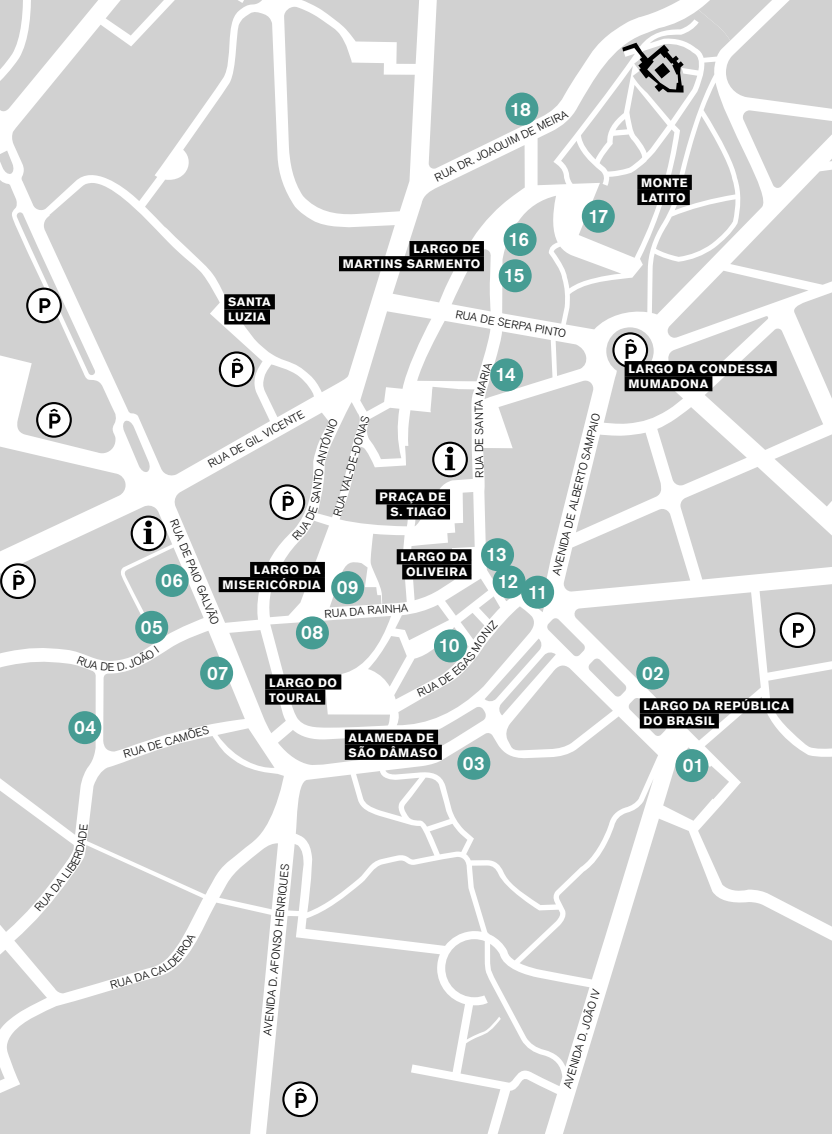 18
RUA DR. JOAQUIM DE MEIRA
MONTE
LATITO
17
16
LARGO DE
MARTINS SARMENTO
15
SANTA
LUZIA
P
RUA DE SERPA PINTO
P̂
LARGO DA CONDESSA
MUMADONA
P̂
14
RUA DE SANTA MARIA
P̂
RUA DE GIL VICENTE
RUA DE SANTO ANTÓNIO
RUA VAL-DE-DONAS
AVENIDA DE ALBERTO SAMPAIO
i
P̂
PRAÇA DE
S. TIAGO
i
RUA DE PAIO GALVÃO
P̂
06
LARGO DA
MISERICÓRDIA
09
LARGO DA
OLIVEIRA
13
12
11
RUA DA RAINHA
05
08
10
RUA DE EGAS MONIZ
P
RUA DE D. JOÃO I
07
LARGO DO
TOURAL
02
LARGO DA REPÚBLICA
DO BRASIL
04
RUA DE CAMÕES
ALAMEDA DE
SÃO DÂMASO
03
01
RUA DA LIBERDADE
RUA DA CALDEIROA
AVENIDA D. AFONSO HENRIQUES
AVENIDA D. JOÃO IV
P̂